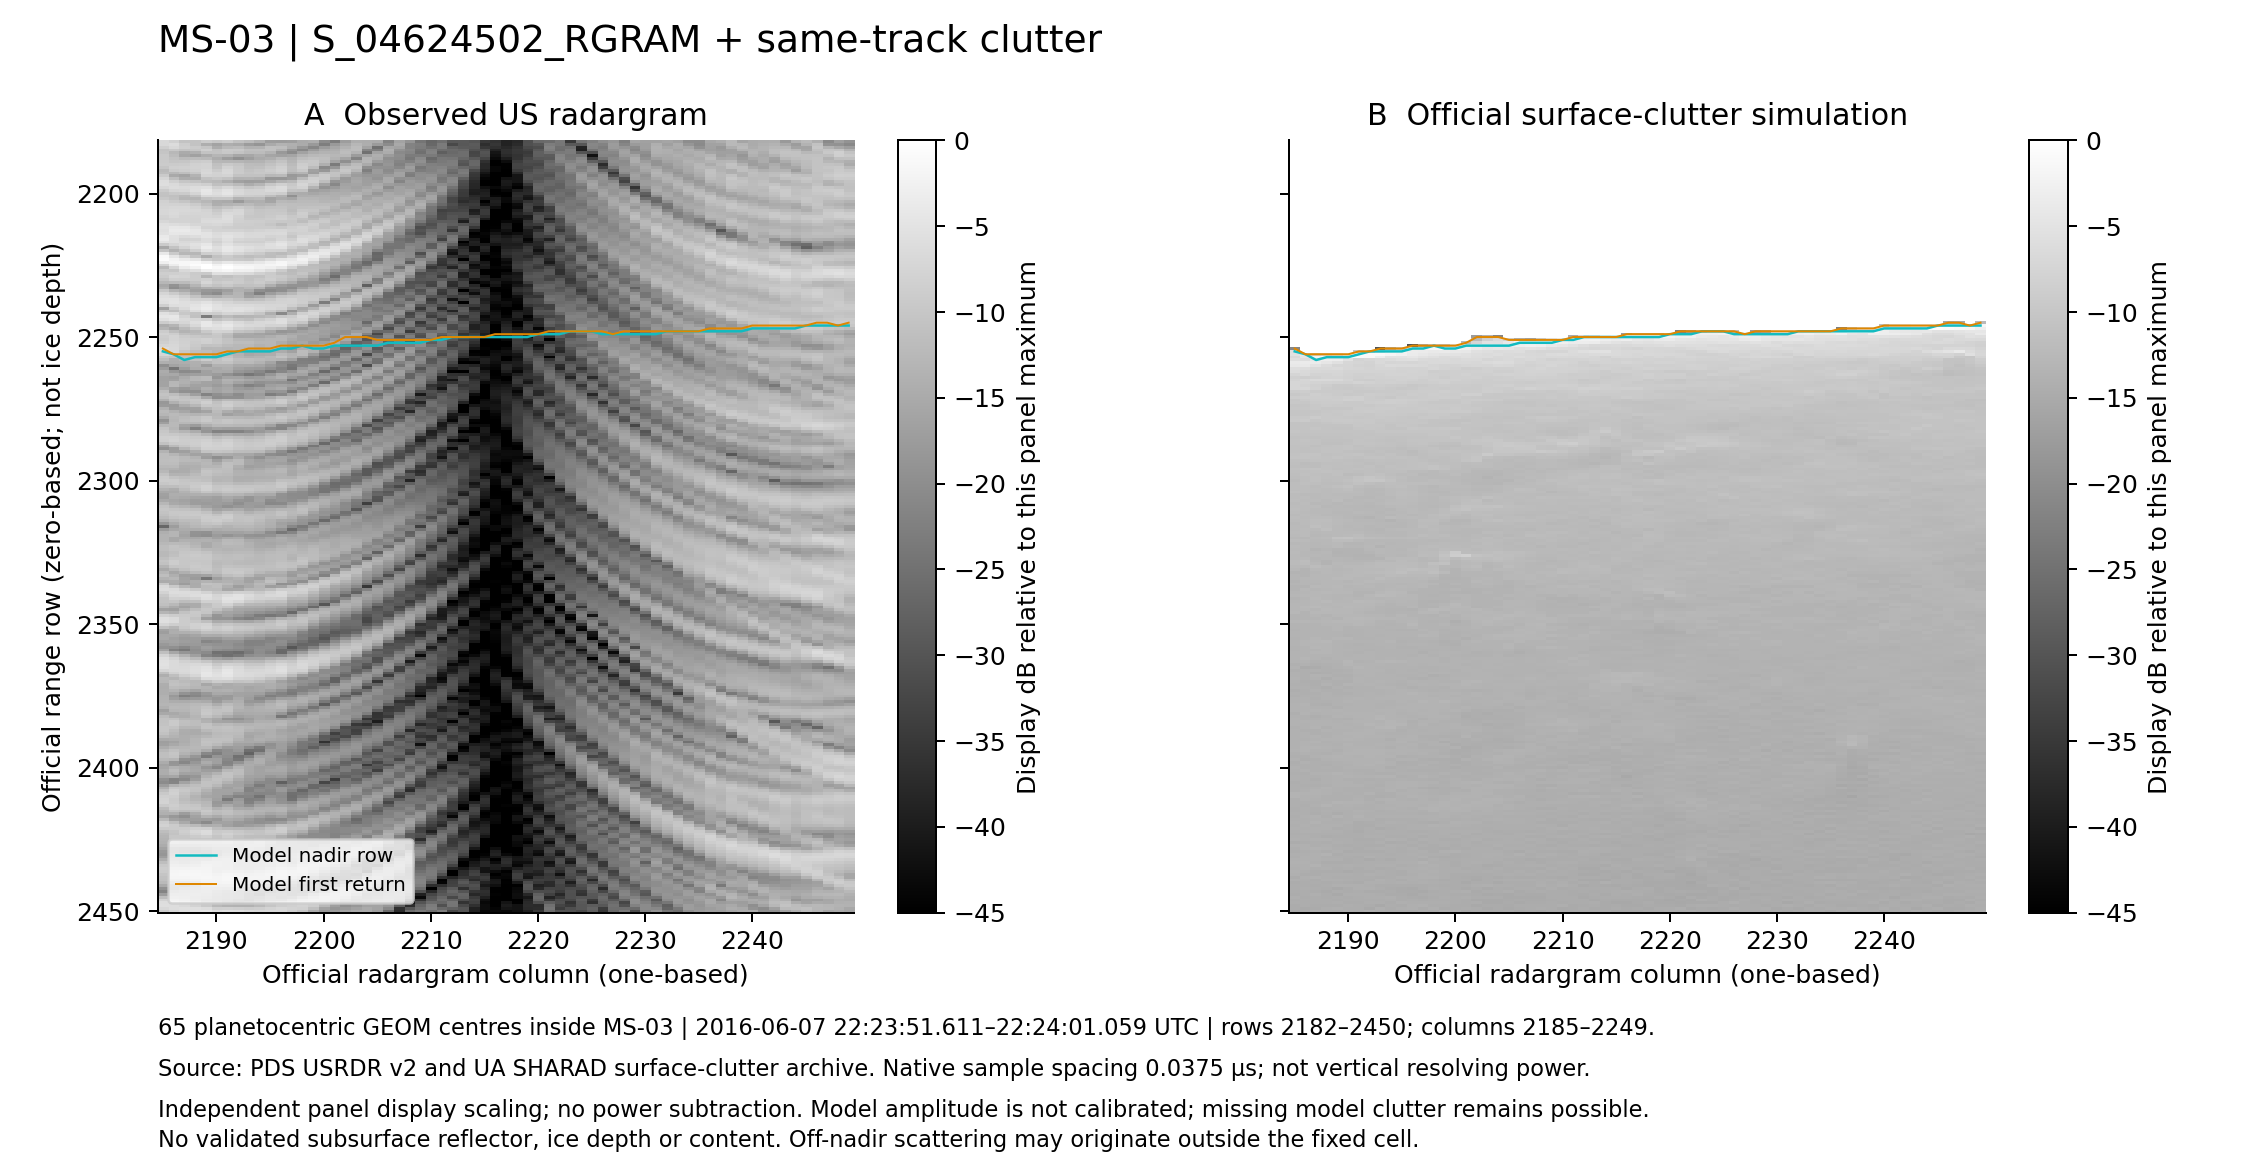 MS-03 | S_04624502_RGRAM + same-track clutter
A  Observed US radargram
Official range row (zero-based; not ice depth)
2200
2250
2300
2350
2400
2450
Model nadir row
Model first return
2190
2200
2210
2220
2230
2240
Official radargram column (one-based)
0
−5
−10
−15
−20
−25
−30
−35
−40
−45
Display dB relative to this panel maximum
B  Official surface-clutter simulation
2190
2200
2210
2220
2230
2240
Official radargram column (one-based)
0
−5
−10
−15
−20
−25
−30
−35
−40
−45
Display dB relative to this panel maximum
65 planetocentric GEOM centres inside MS-03 | 2016-06-07 22:23:51.611–22:24:01.059 UTC | rows 2182–2450; columns 2185–2249.
Source: PDS USRDR v2 and UA SHARAD surface-clutter archive. Native sample spacing 0.0375 µs; not vertical resolving power.
Independent panel display scaling; no power subtraction. Model amplitude is not calibrated; missing model clutter remains possible.
No validated subsurface reflector, ice depth or content. Off-nadir scattering may originate outside the fixed cell.